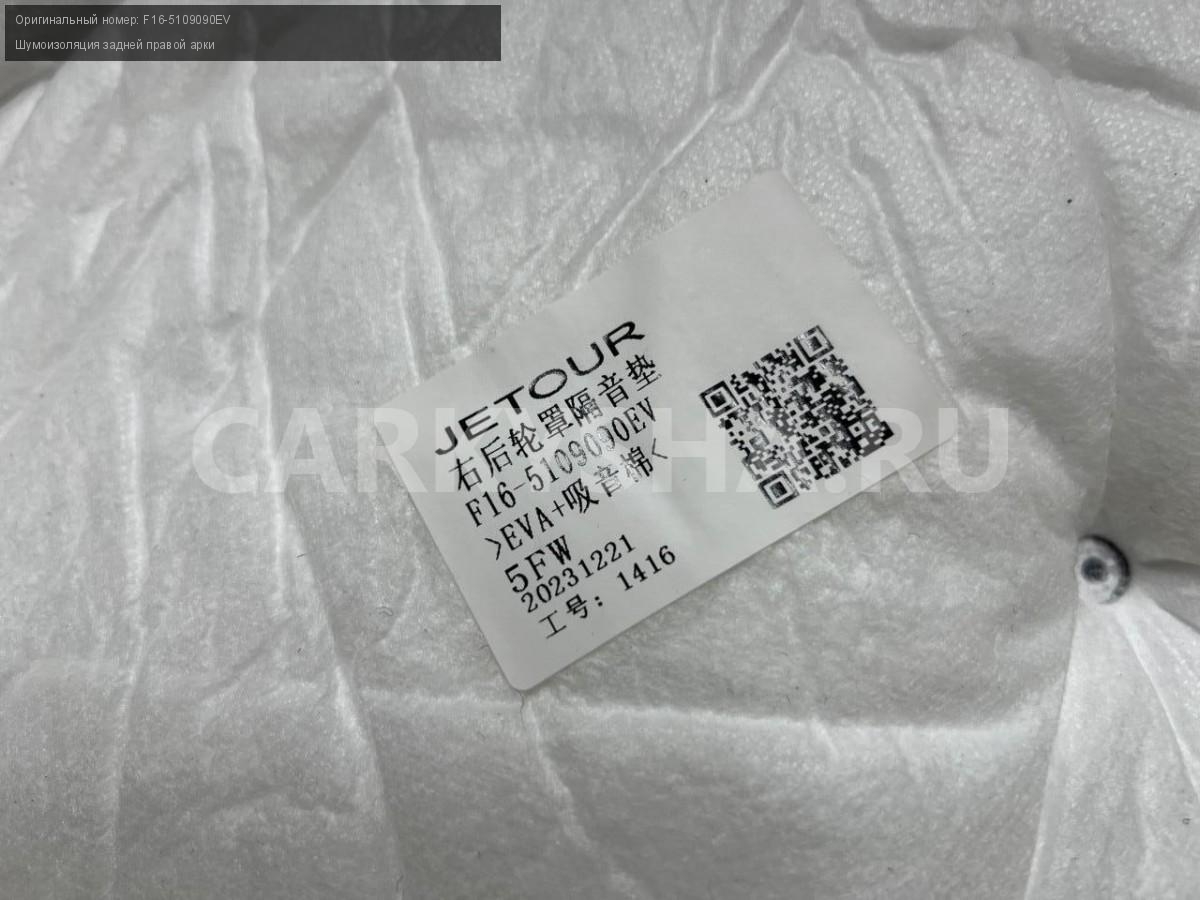 Оригинальный номер: F16-5109090EV
Шумоизоляция задней правой арки
JETOUR
右后轮罩隔音垫
F16-5109090EV
>EVA+吸音棉<
5FW
20231221
工号: 1416